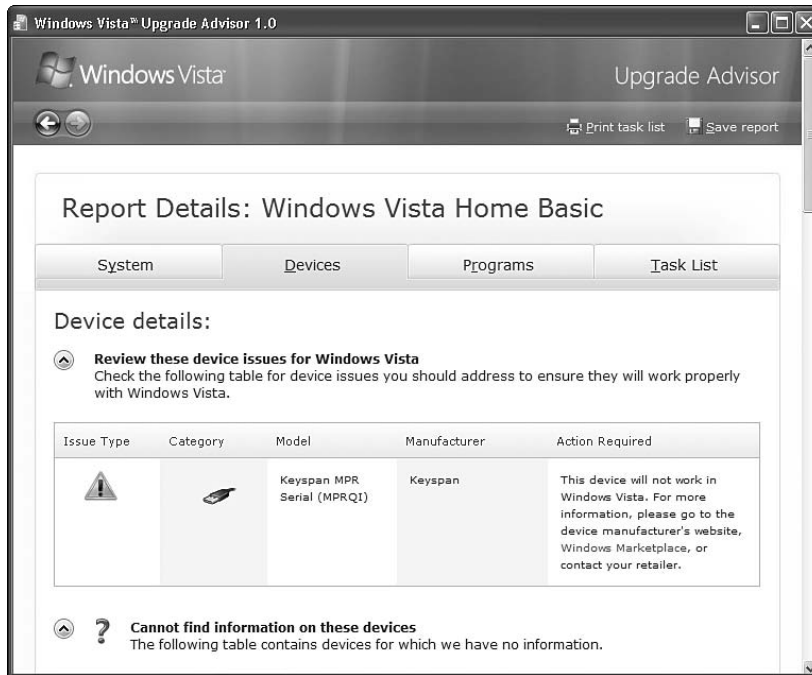 Windows Vista™ Upgrade Advisor 1.0
Windows Vista™
Upgrade Advisor
Print task list
Save report
Report Details: Windows Vista Home Basic
System
Devices
Programs
Task List
Device details:
Review these device issues for Windows Vista
Check the following table for device issues you should address to ensure they will work properly
with Windows Vista.
Issue Type
Category
Model
Manufacturer
Action Required
Keyspan MPR
Serial (MPRQI)
Keyspan
This device will not work in
Windows Vista. For more
information, please go to the
device manufacturer's website,
Windows Marketplace, or
contact your retailer.
? Cannot find information on these devices
The following table contains devices for which we have no information.